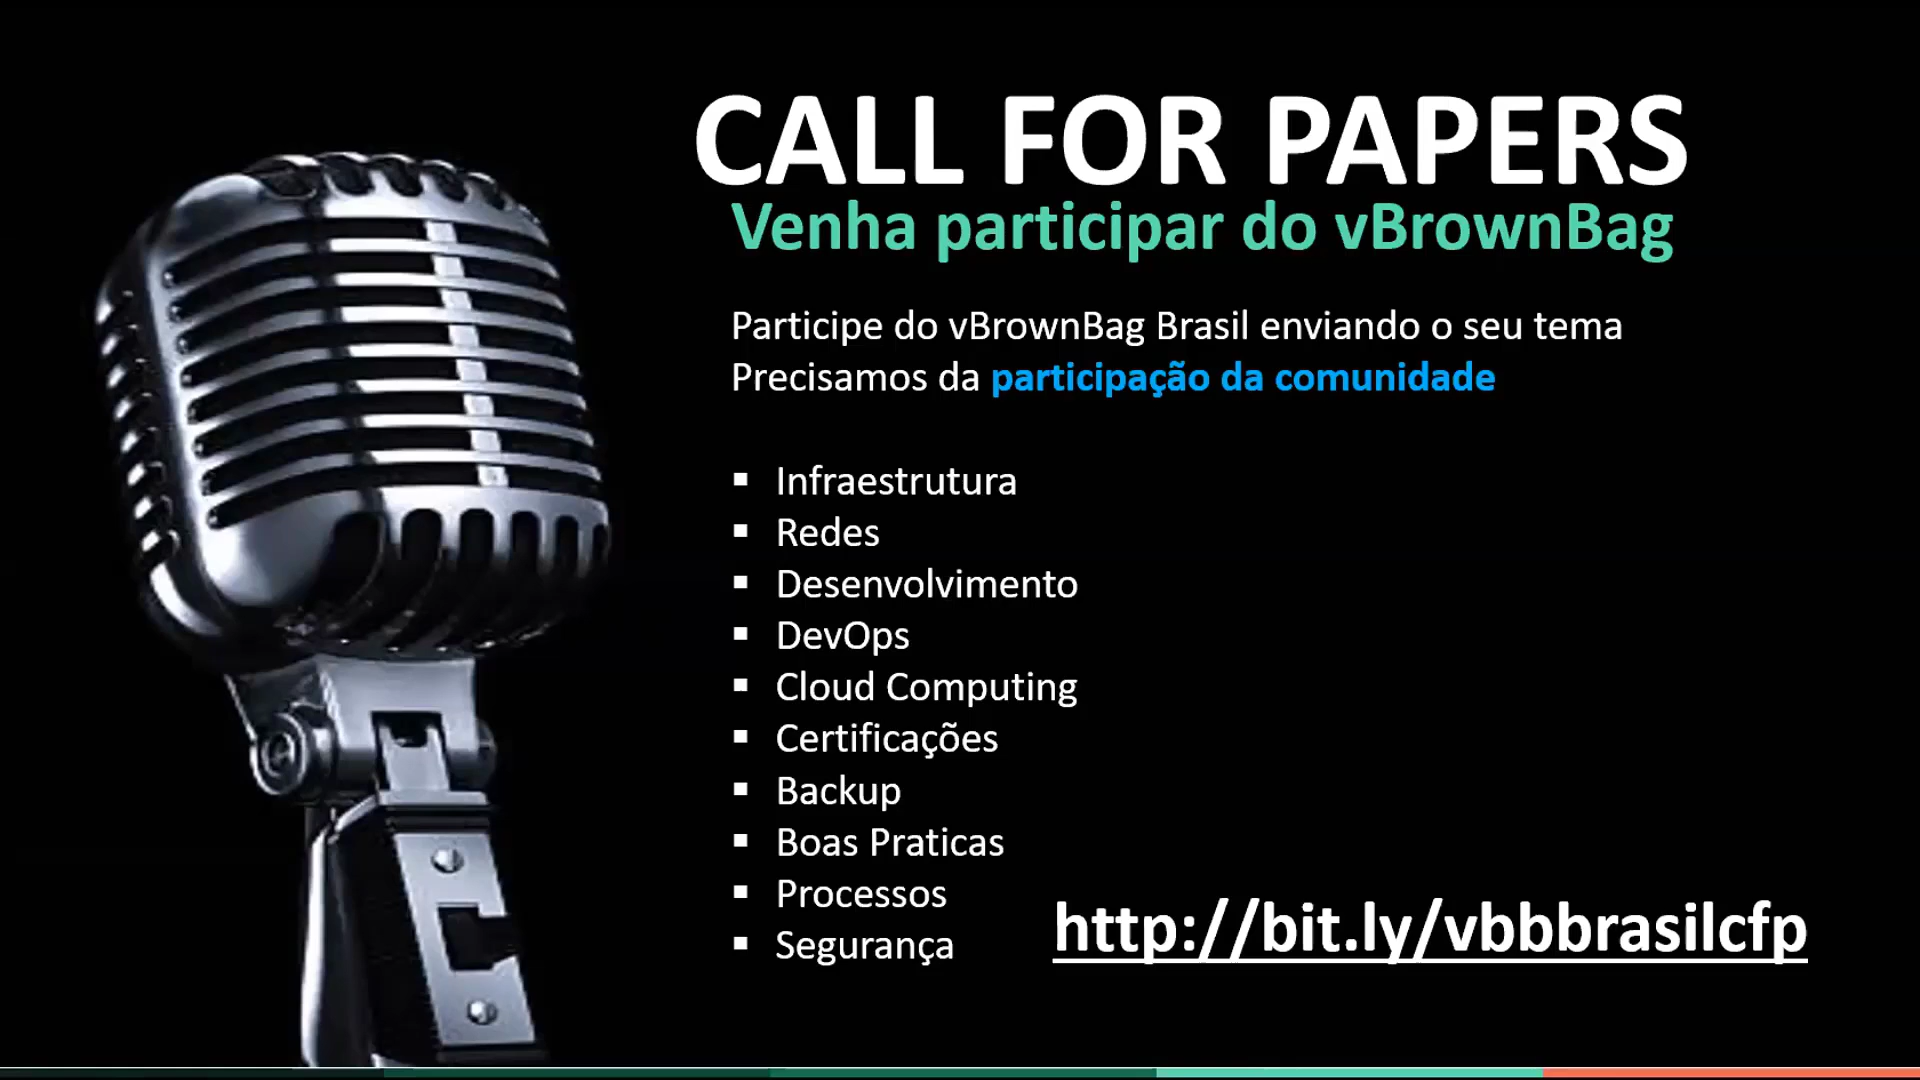 CALL FOR PAPERS
Venha participar do vBrownBag
Participe do vBrownBag Brasil enviando o seu tema
Precisamos da participação da comunidade
▪ Infraestrutura
▪ Redes
▪ Desenvolvimento
▪ DevOps
▪ Cloud Computing
▪ Certificações
▪ Backup
▪ Boas Praticas
▪ Processos
▪ Segurança
http://bit.ly/vbbbrasilcfp